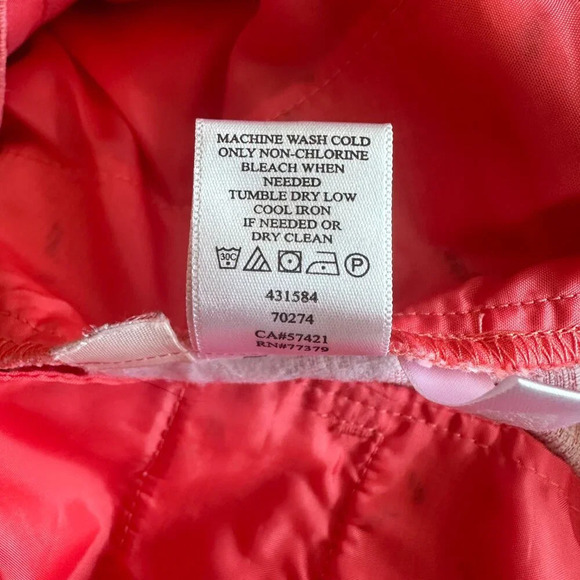 MACHINE WASH COLD
ONLY NON-CHLORINE
BLEACH WHEN
NEEDED
TUMBLE DRY LOW
COOL IRON
IF NEEDED OR
DRY CLEAN
30C P
431584
70274
CA#57421
RN#77379